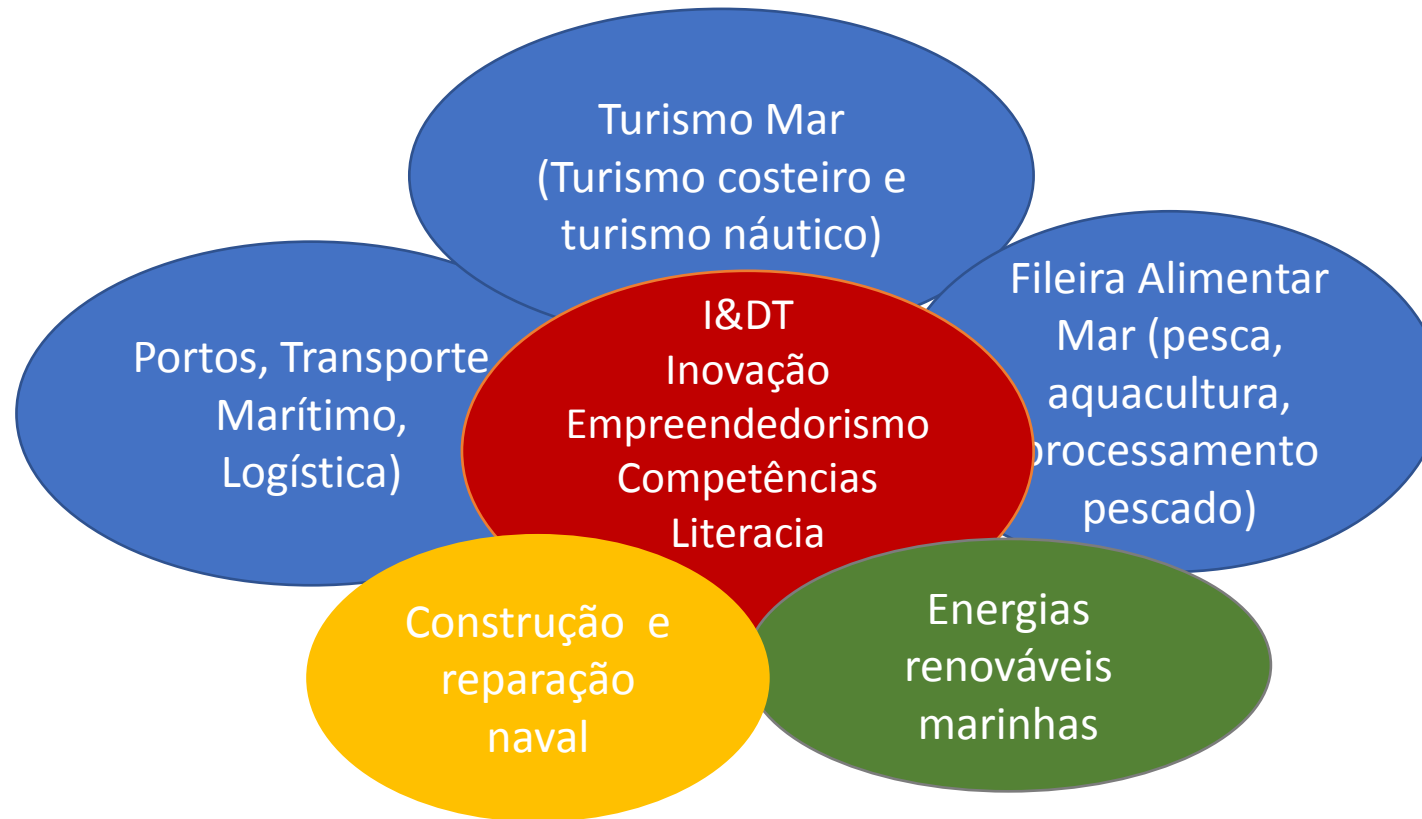 Turismo Mar
(Turismo costeiro e
turismo náutico)
Fileira Alimentar
Mar (pesca,
aquacultura,
processamento
pescado)
Portos, Transporte
Marítimo,
Logística)
I&DT
Inovação
Empreendedorismo
Competências
Literacia
Construção  e
reparação
naval
Energias
renováveis
marinhas